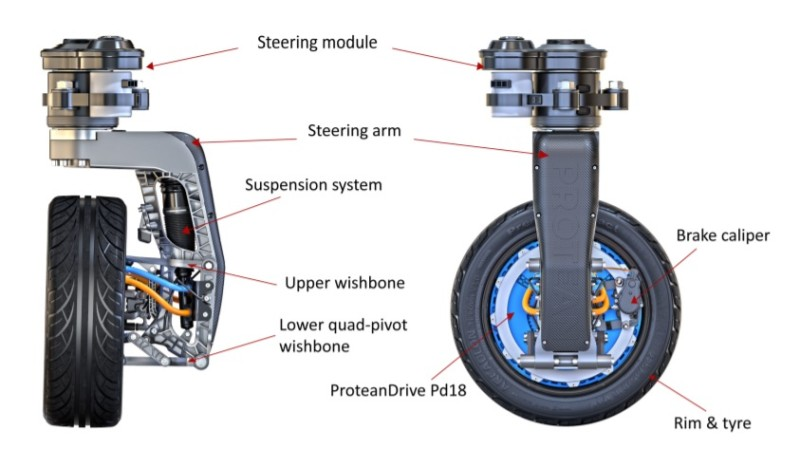 Steering module
Steering arm
Suspension system
Brake caliper
Upper wishbone
Lower quad-pivot
wishbone
ProteanDrive Pd18
Rim & tyre
PROTEAN